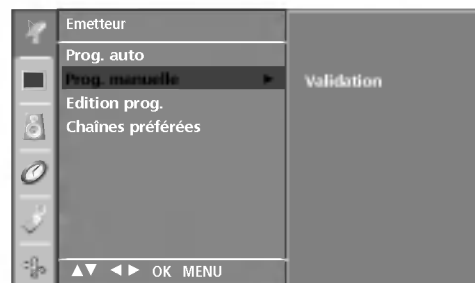 Emetteur
Prog. auto
Prog. manuelle ►
Validation
Edition prog.
Chaînes préférées
▲▼ ◄► OK MENU